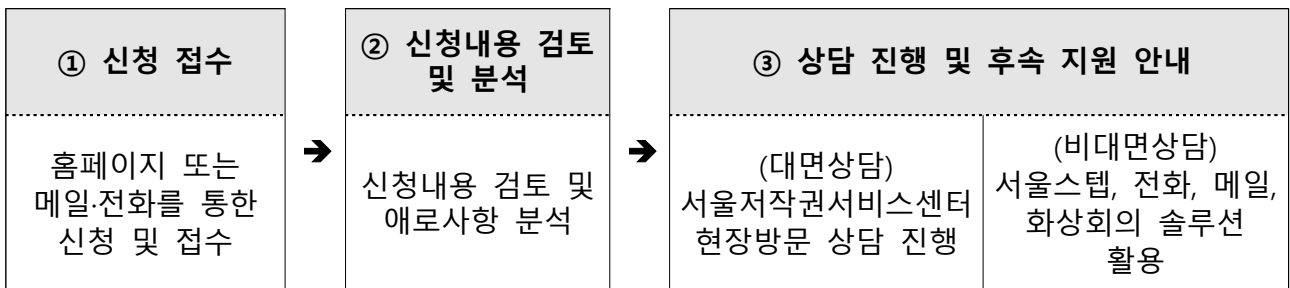 ① 신청 접수
② 신청내용 검토
및 분석
③ 상담 진행 및 후속 지원 안내
홈페이지 또는
메일·전화를 통한
신청 및 접수
➔
신청내용 검토 및
애로사항 분석
➔
(대면상담)
서울저작권서비스센터
현장방문 상담 진행
(비대면상담)
서울스텝, 전화, 메일,
화상회의 솔루션
활용